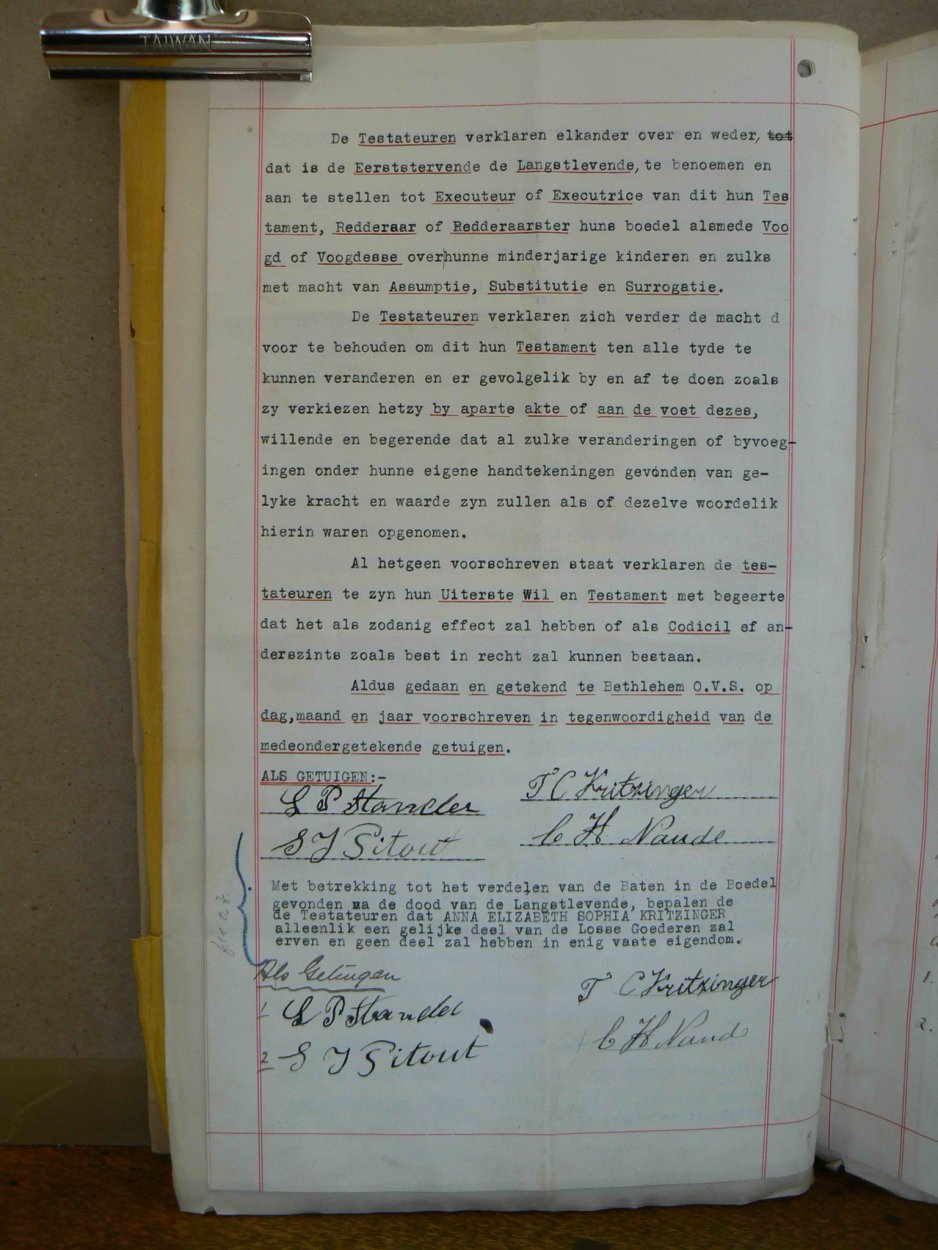 TAIWAN
De Testateuren verklaren elkander over en weder, tot
dat is de Eerststervende de Langstlevende, te benoemen en
aan te stellen tot Executeur of Executrice van dit hun Tes
tament, Redderaar of Redderaarster huns boedel alsmede Voo
gd of Voogdesse over hunne minderjarige kinderen en zulks
met macht van Assumptie, Substitutie en Surrogatie.
De Testateuren verklaren zich verder de macht d
voor te behouden om dit hun Testament ten alle tyde te
kunnen veranderen en er gevolgelik by en af te doen zoals
zy verkiezen hetzy by aparte akte of aan de voet dezes,
willende en begerende dat al zulke veranderingen of byvoeg-
ingen onder hunne eigene handtekeningen gevonden van ge-
lyke kracht en waarde zyn zullen als of dezelve woordelik
hierin waren opgenomen.
Al hetgeen voorschreven staat verklaren de tes-
tateuren te zyn hun Uiterste Wil en Testament met begeerte
dat het als zodanig effect zal hebben of als Codicil ef an-
derszints zoals best in recht zal kunnen bestaan.
Aldus gedaan en getekend te Bethlehem O.V.S. op
dag,maand en jaar voorschreven in tegenwoordigheid van de
medeondergetekende getuigen.
ALS GETUIGEN:-
L P Stander T C Kritzinger
S J Pitout C H Naude
Met betrekking tot het verdelen van de Baten in de Boedel
gevonden na de dood van de Langstlevende, bepalen de
de Testateuren dat ANNA ELIZABETH SOPHIA KRITZINGER
alleenlik een gelijke deel van de Losse Goederen zal
erven en geen deel zal hebben in enig vaste eigendom.
Als Getuigen
1 L P Stander T C Kritzinger
2 S J Pitout C H Naud
1.
2.